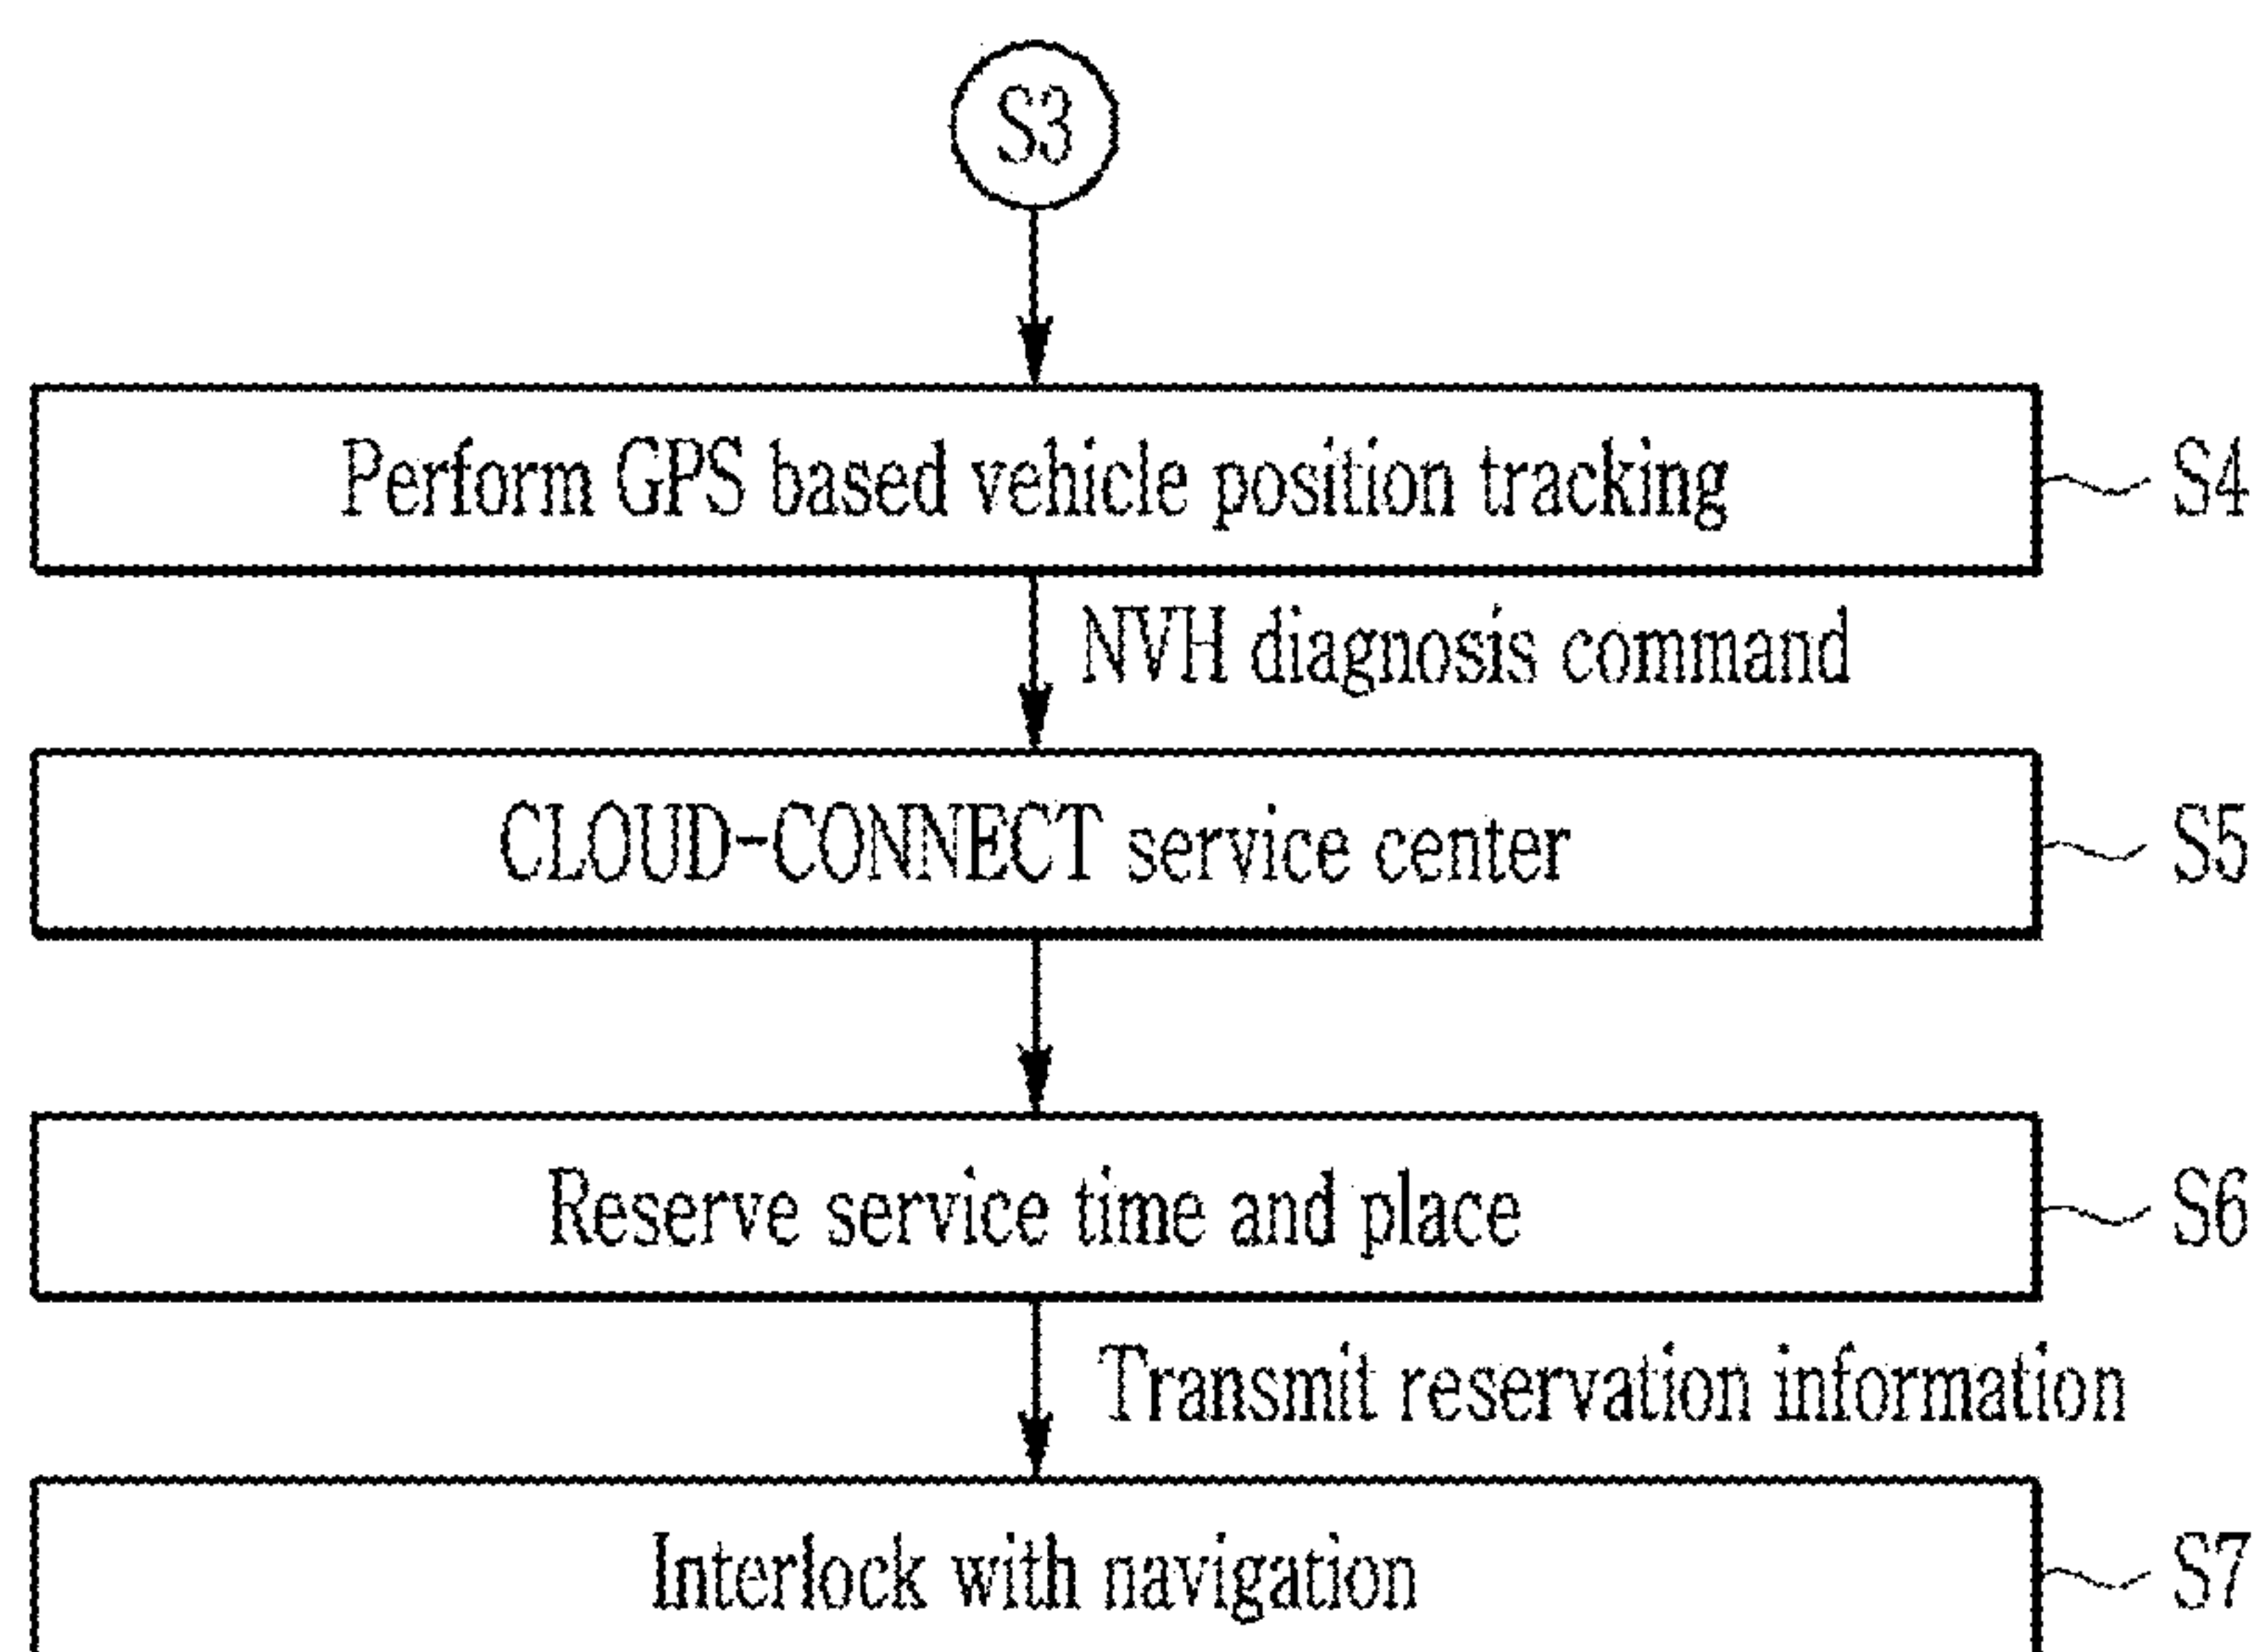 S3
Perform GPS based vehicle position tracking
S4
NVH diagnosis command
CLOUD-CONNECT service center
S5
Reserve service time and place
S6
Transmit reservation information
Interlock with navigation
S7